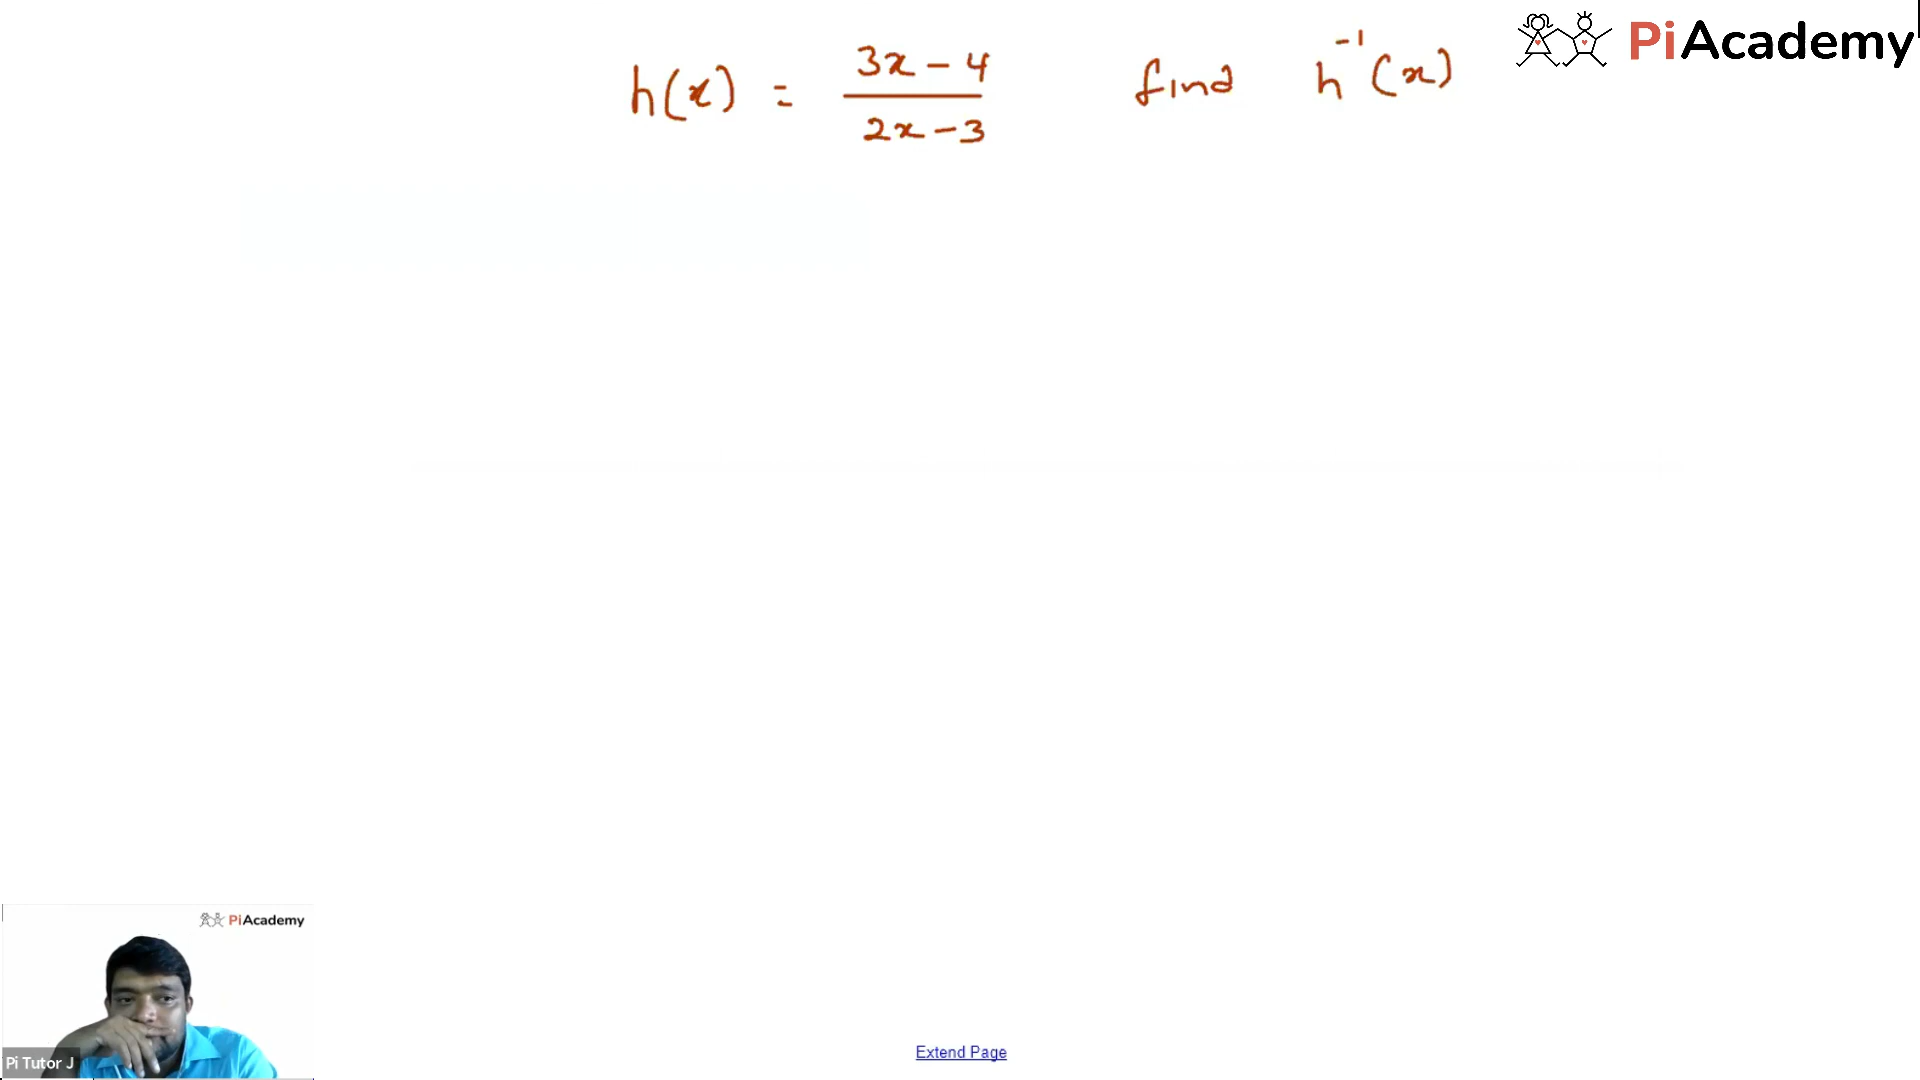 h(x) = 3x - 4 / 2x - 3 find h⁻¹(x)
PiAcademy
PiAcademy
Pi Tutor J
Extend Page